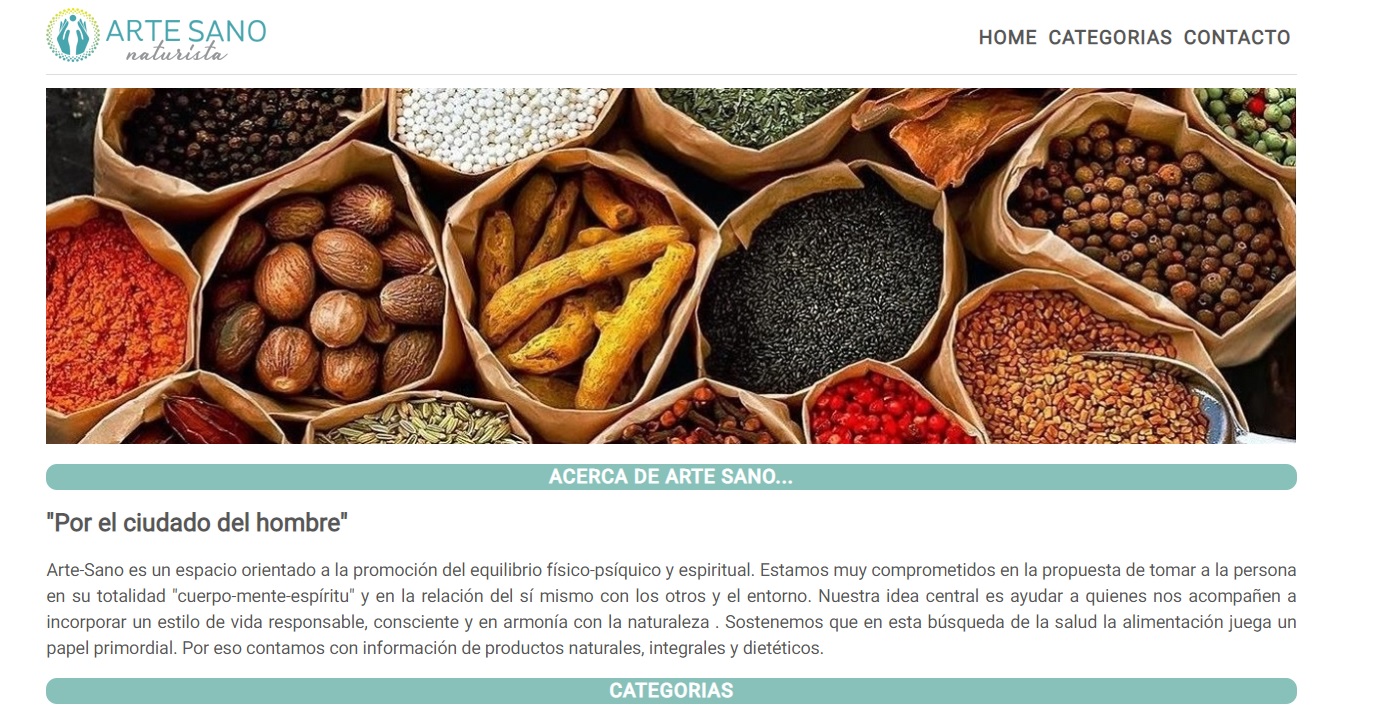 ARTE SANO
naturista
HOME CATEGORIAS CONTACTO
ACERCA DE ARTE SANO...
"Por el ciudado del hombre"
Arte-Sano es un espacio orientado a la promoción del equilibrio físico-psíquico y espiritual. Estamos muy comprometidos en la propuesta de tomar a la persona
en su totalidad "cuerpo-mente-espíritu" y en la relación del sí mismo con los otros y el entorno. Nuestra idea central es ayudar a quienes nos acompañen a
incorporar un estilo de vida responsable, consciente y en armonía con la naturaleza . Sostenemos que en esta búsqueda de la salud la alimentación juega un
papel primordial. Por eso contamos con información de productos naturales, integrales y dietéticos.
CATEGORIAS